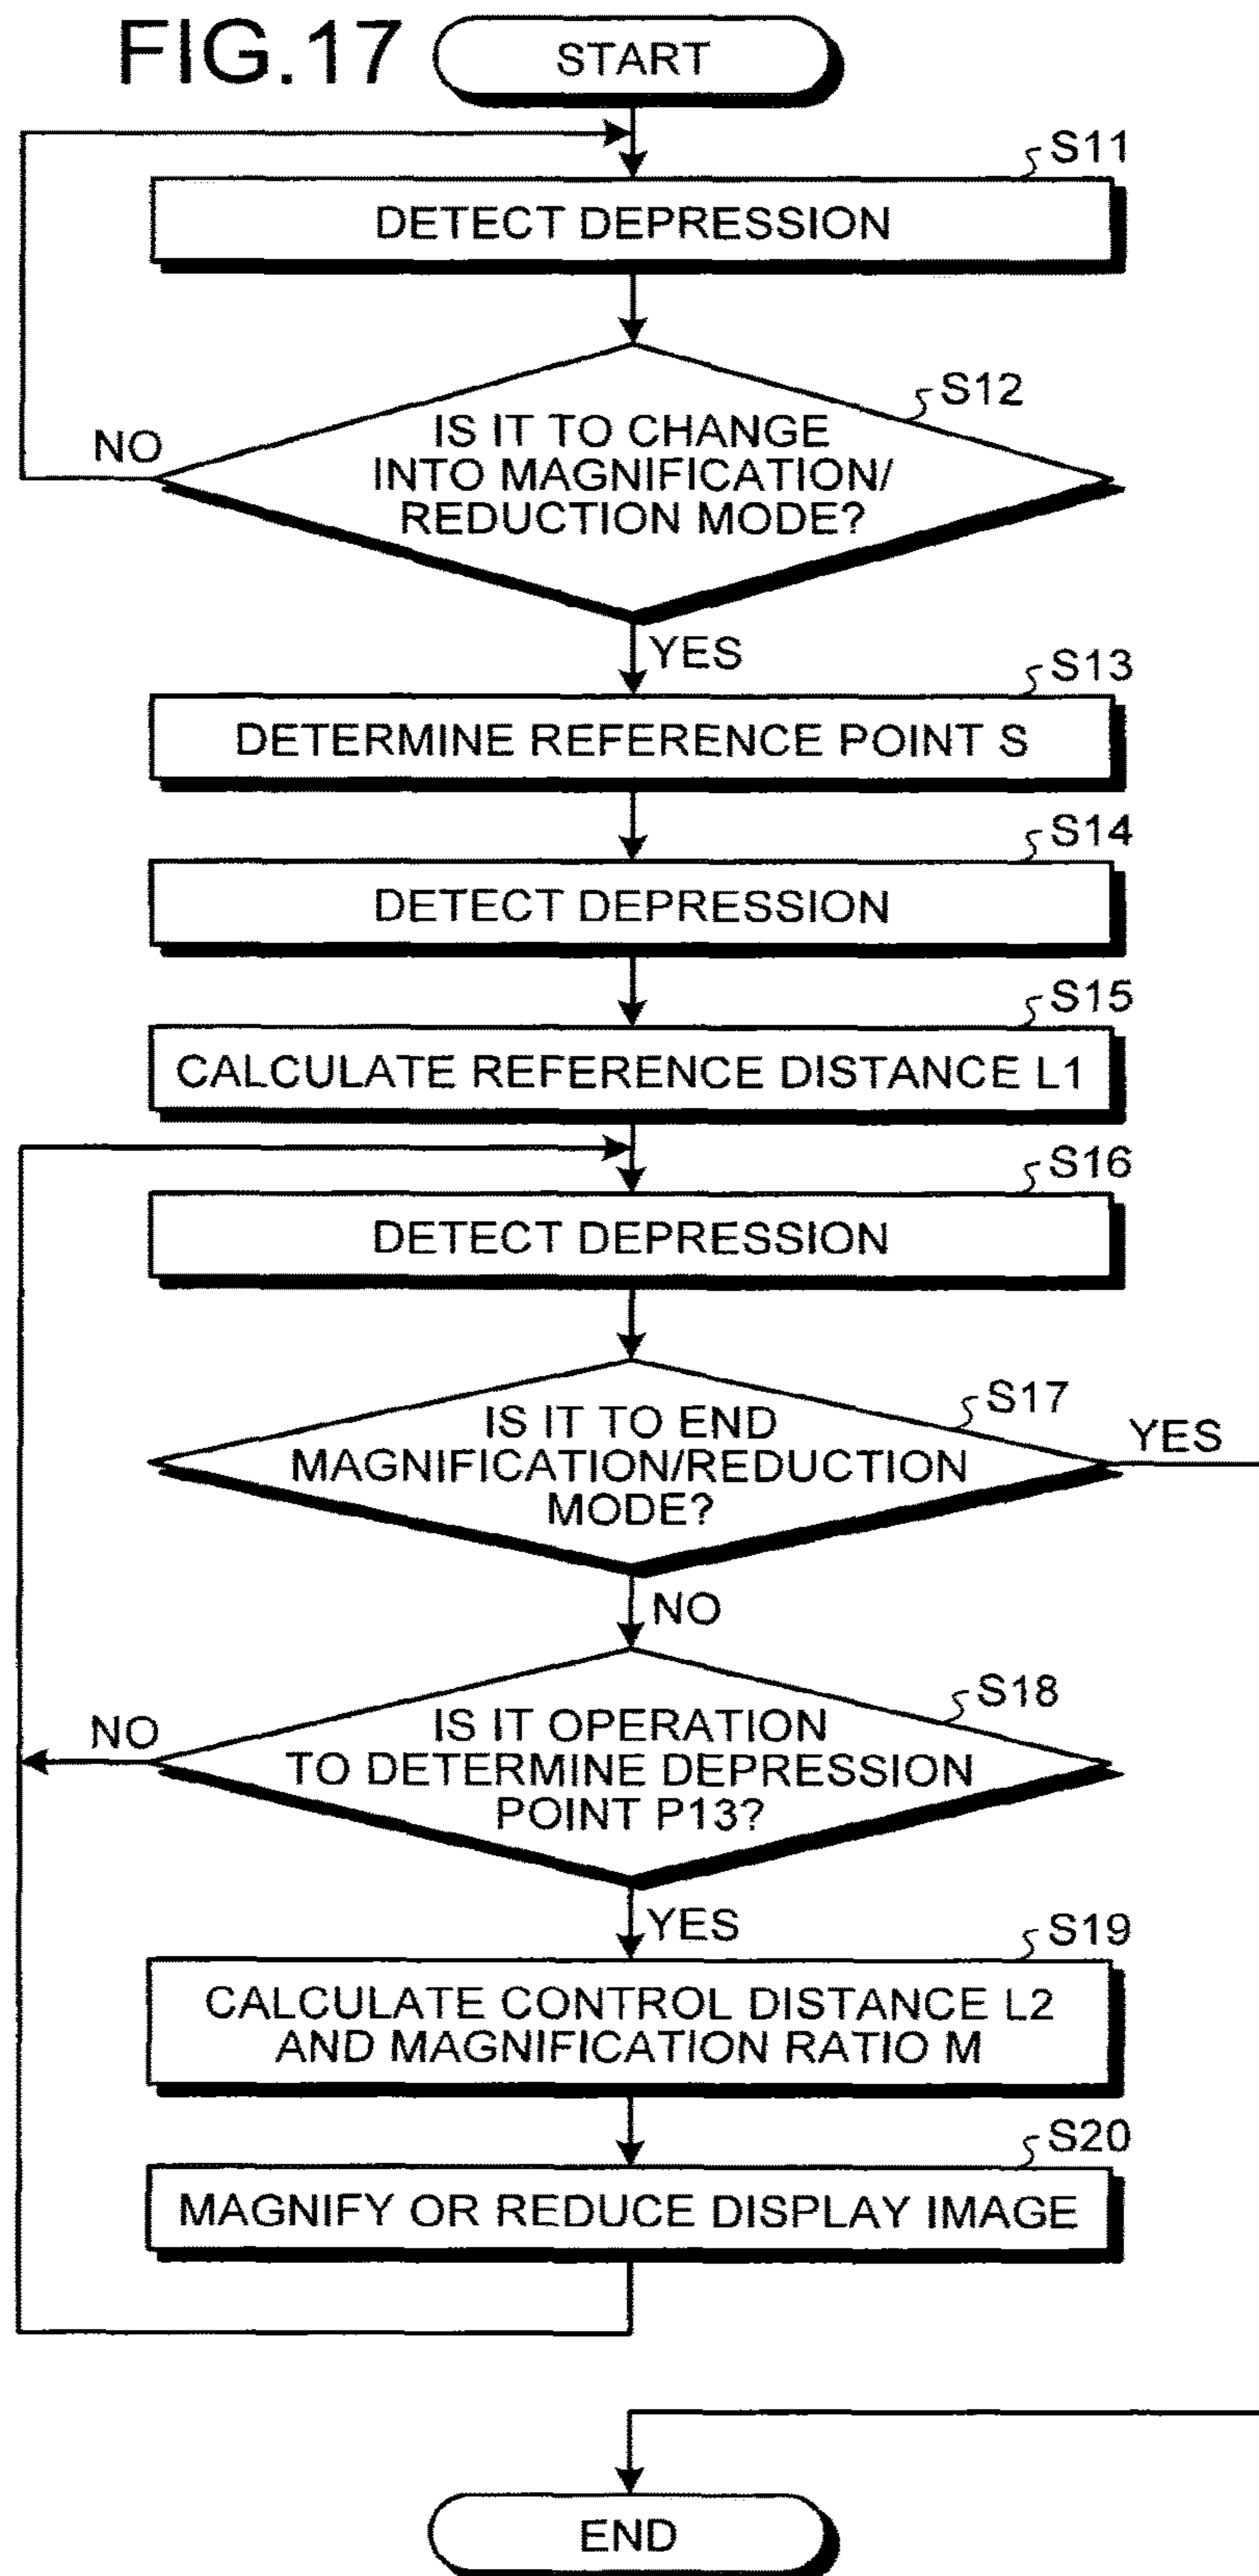 FIG.17
START
S11
DETECT DEPRESSION
S12
IS IT TO CHANGE
INTO MAGNIFICATION/
REDUCTION MODE?
NO
YES
S13
DETERMINE REFERENCE POINT S
S14
DETECT DEPRESSION
S15
CALCULATE REFERENCE DISTANCE L1
S16
DETECT DEPRESSION
S17
IS IT TO END
MAGNIFICATION/REDUCTION
MODE?
YES
NO
S18
IS IT OPERATION
TO DETERMINE DEPRESSION
POINT P13?
NO
YES
S19
CALCULATE CONTROL DISTANCE L2
AND MAGNIFICATION RATIO M
S20
MAGNIFY OR REDUCE DISPLAY IMAGE
END